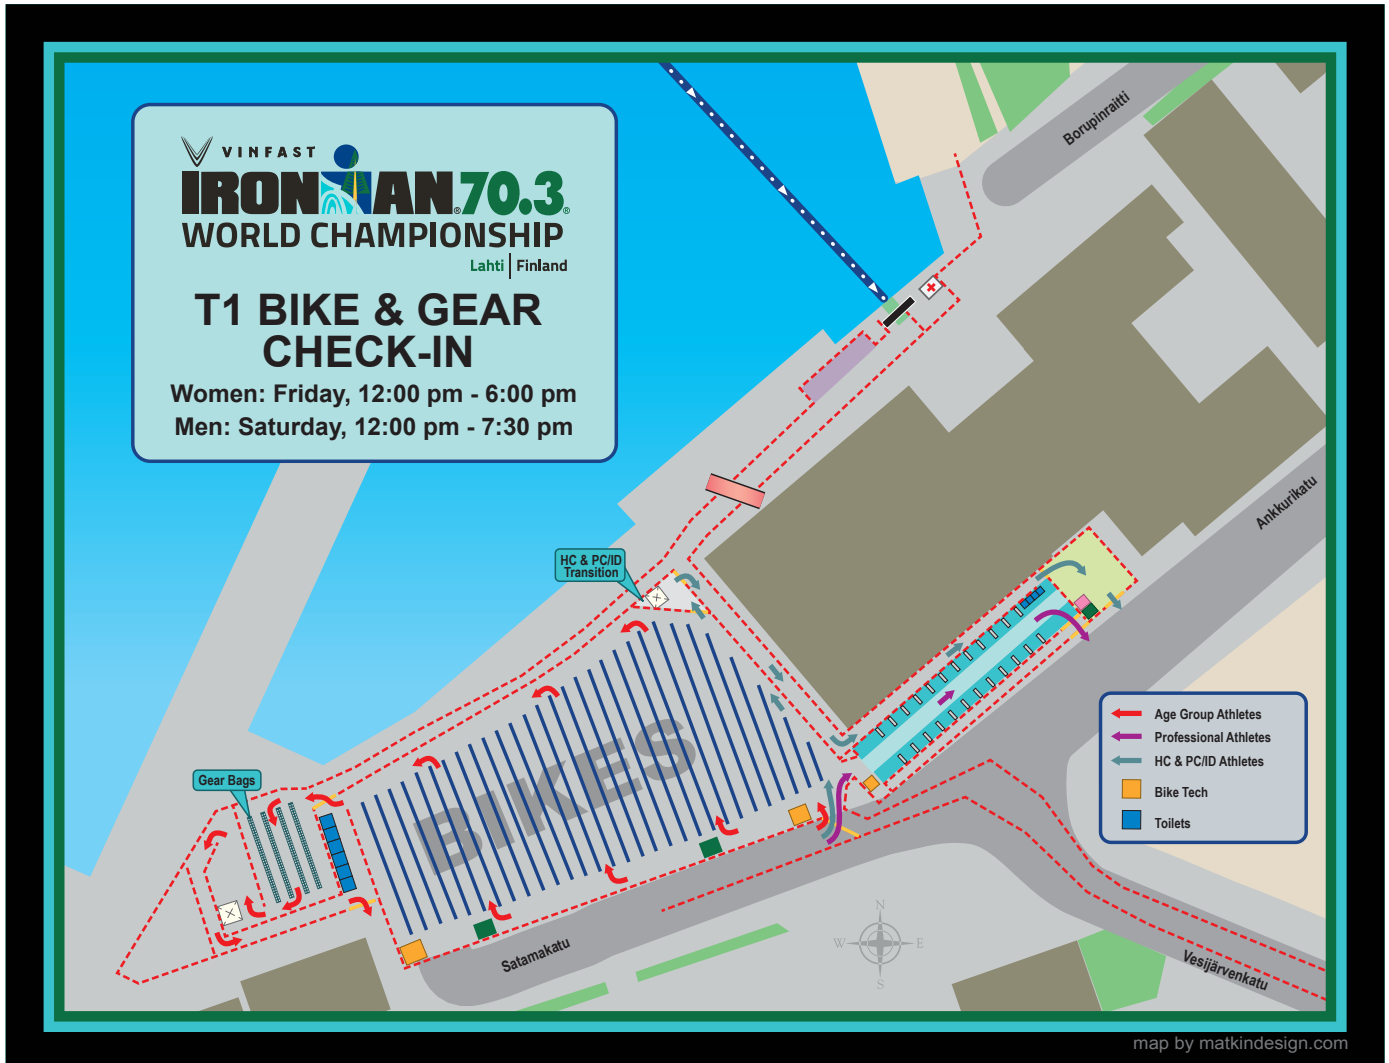 VINFAST
IRONMAN® 70.3®
WORLD CHAMPIONSHIP
Lahti | Finland
T1 BIKE & GEAR
CHECK-IN
Women: Friday, 12:00 pm - 6:00 pm
Men: Saturday, 12:00 pm - 7:30 pm
Borupinraitti
Ankkurikatu
HC & PC/ID
Transition
Gear Bags
BIKES
Age Group Athletes
Professional Athletes
HC & PC/ID Athletes
Bike Tech
Toilets
N
W
E
S
Satamakatu
Vesijärvenkatu
map by matkindesign.com